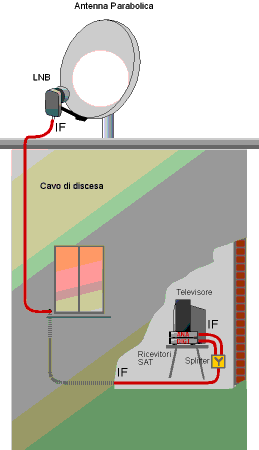 Antenna Parabolica
LNB
IF
Cavo di discesa
Televisore
IF
Ricevitori
SAT
Splitter
IF